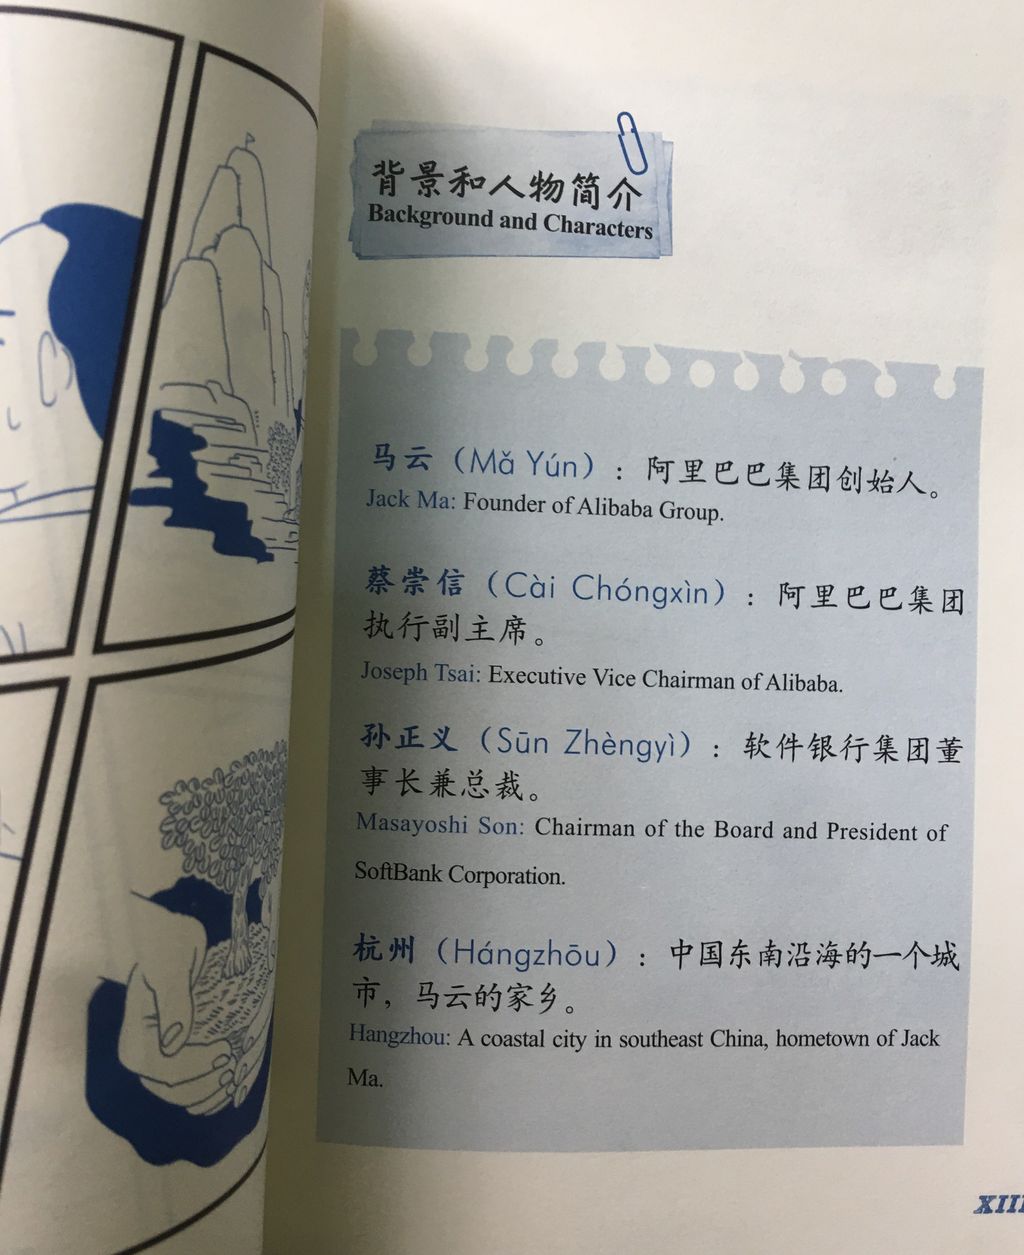 背景和人物简介
Background and Characters
马云（Mǎ Yún）：阿里巴巴集团创始人。
Jack Ma: Founder of Alibaba Group.
蔡崇信（Cài Chóngxìn）：阿里巴巴集团
执行副主席。
Joseph Tsai: Executive Vice Chairman of Alibaba.
孙正义（Sūn Zhèngyì）：软件银行集团董
事长兼总裁。
Masayoshi Son: Chairman of the Board and President of
SoftBank Corporation.
杭州（Hángzhōu）：中国东南沿海的一个城
市，马云的家乡。
Hangzhou: A coastal city in southeast China, hometown of Jack
Ma.
XIII